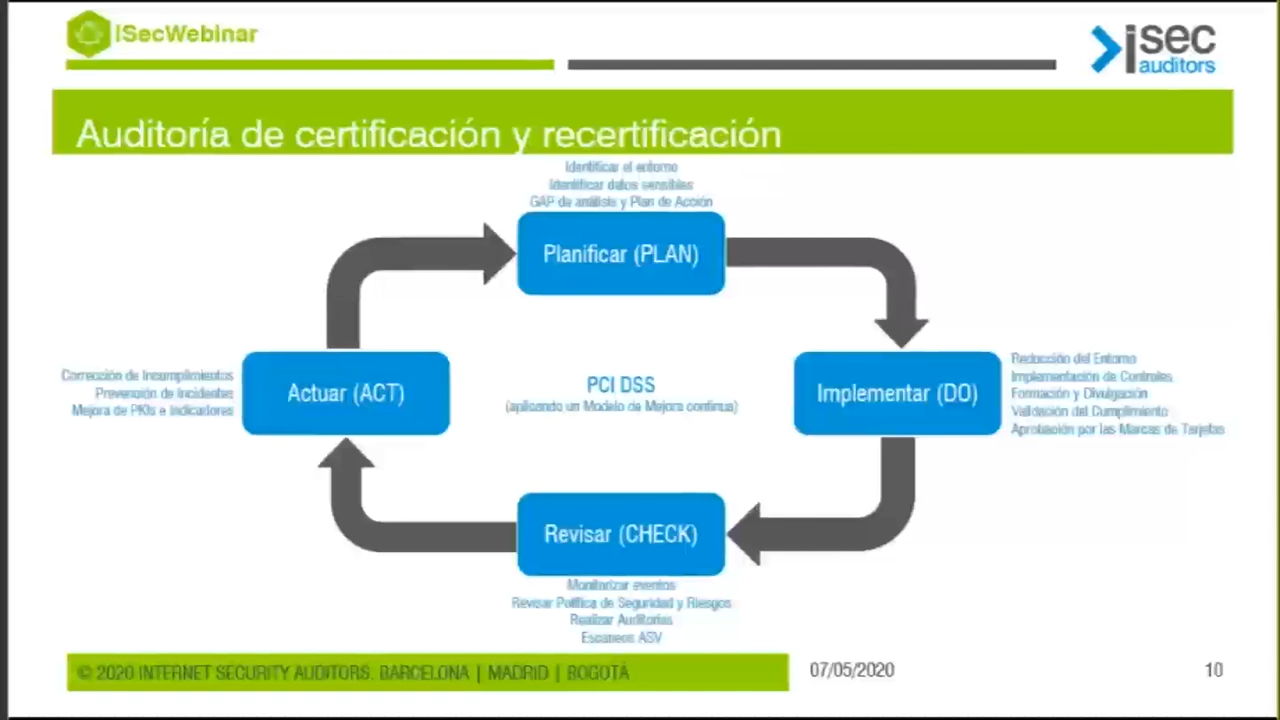 ISecWebinar
isec
auditors
Auditoría de certificación y recertificación
Identificar el entorno
Identificar datos sensibles
GAP de análisis y Plan de Acción
Planificar (PLAN)
Corrección de Incumplimientos
Prevención de Incidentes
Mejora de PKIs e Indicadores
Actuar (ACT)
PCI DSS
(aplicando un Modelo de Mejora continua)
Implementar (DO)
Reducción del Entorno
Implementación de Controles
Formación y Divulgación
Validación del Cumplimiento
Aprobación por las Marcas de Tarjetas
Revisar (CHECK)
Monitorizar eventos
Revisar Política de Seguridad y Riesgos
Realizar Auditorías
Escaneos ASV
© 2020 INTERNET SECURITY AUDITORS. BARCELONA | MADRID | BOGOTÁ
07/05/2020
10